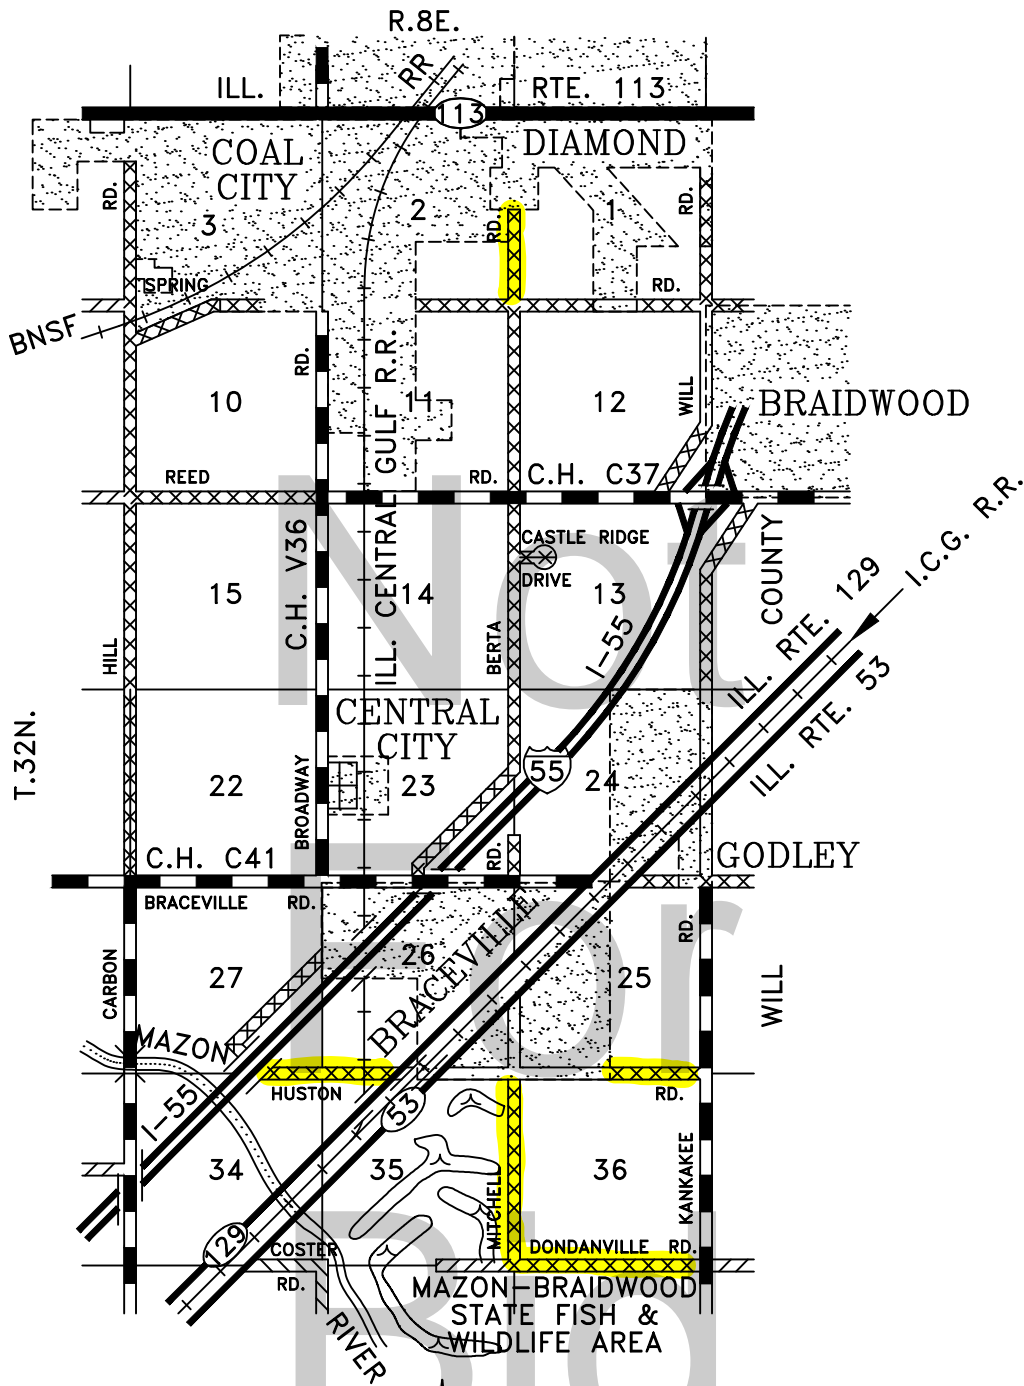 R.8E.
ILL. RTE. 113
RR
113
COAL
CITY
DIAMOND
RD.
RD.
RD.
3
2
1
SPRING RD.
BNSF
RD.
ILL. CENTRAL GULF R.R.
WILL
10
11
12
BRAIDWOOD
REED RD.
C.H. C37
I.C.G. R.R.
C.H. V36
CASTLE RIDGE
DRIVE
COUNTY
15
14
13
ILL. RTE. 129
HILL
BERTA
I-55
ILL. RTE. 53
T.32N.
CENTRAL
CITY
55
22
23
24
BROADWAY
RD.
C.H. C41
GODLEY
BRACEVILLE RD.
BRACEVILLE
RD.
27
26
25
CARBON
WILL
MAZON
HUSTON RD.
I-55
53
34
35
36
MITCHELL
KANKAKEE
129
COSTER
RD.
DONDANVILLE RD.
MAZON-BRAIDWOOD
STATE FISH &
WILDLIFE AREA
RIVER
Not
For
Bid